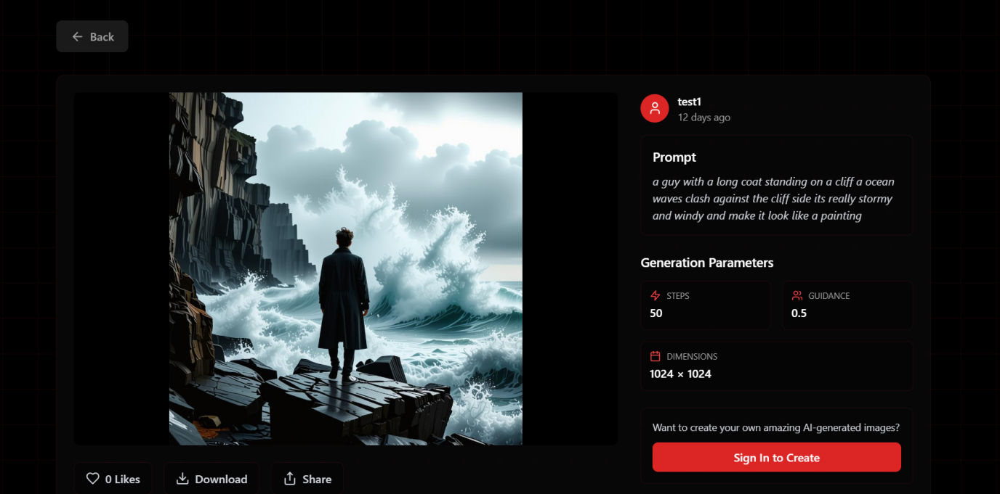 Back
test1
12 days ago
Prompt
a guy with a long coat standing on a cliff a ocean
waves clash against the cliff side its really stormy
and windy and make it look like a painting
Generation Parameters
STEPS
50
GUIDANCE
0.5
DIMENSIONS
1024 × 1024
Want to create your own amazing AI-generated images?
Sign In to Create
0 Likes
Download
Share